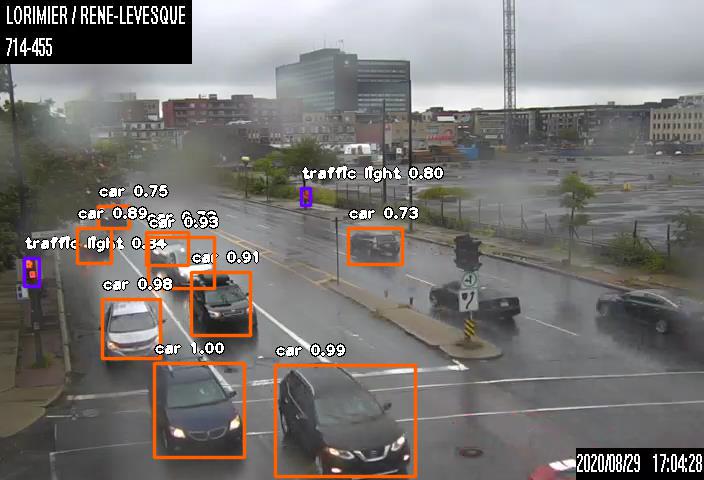 LORIMIER / RENE-LEVESQUE
714-455
traffic light 0.80
car 0.75
car 0.89
car 0.93
car 0.73
traffic light 0.84
car 0.91
car 0.98
car 1.00
car 0.99
2020/08/29 17:04:28